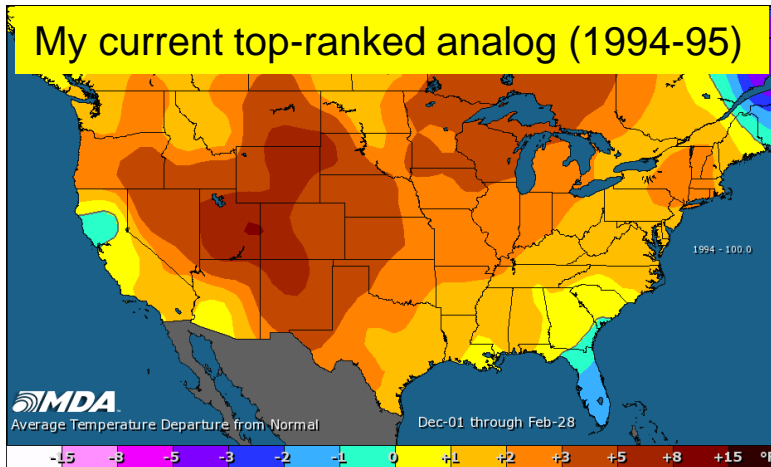 My current top-ranked analog (1994-95)
1994 - 100.0
MDA
Average Temperature Departure from Normal
Dec-01 through Feb-28
-15 -8 -5 -3 -2 -1 0 +1 +2 +3 +5 +8 +15 °F